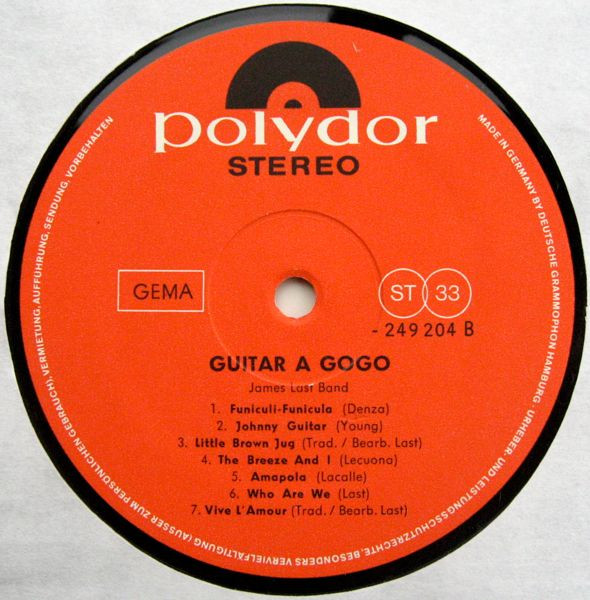 polydor
STEREO
GEMA
ST 33
- 249 204 B
GUITAR A GOGO
James Last Band
1. Funiculi-Funicula (Denza)
2. Johnny Guitar (Young)
3. Little Brown Jug (Trad. / Bearb. Last)
4. The Breeze And I (Lecuona)
5. Amapola (Lacalle)
6. Who Are We (Last)
7. Vive L'Amour (Trad. / Bearb. Last)
MADE IN GERMANY BY DEUTSCHE GRAMMOPHON HAMBURG · URHEBER- UND LEISTUNGSSCHUTZRECHTE, BESONDERS VERVIELFÄLTIGUNG (AUSSER ZUM PERSÖNLICHEN GEBRAUCH), VERMIETUNG, AUFFÜHRUNG, SENDUNG, VORBEHALTEN